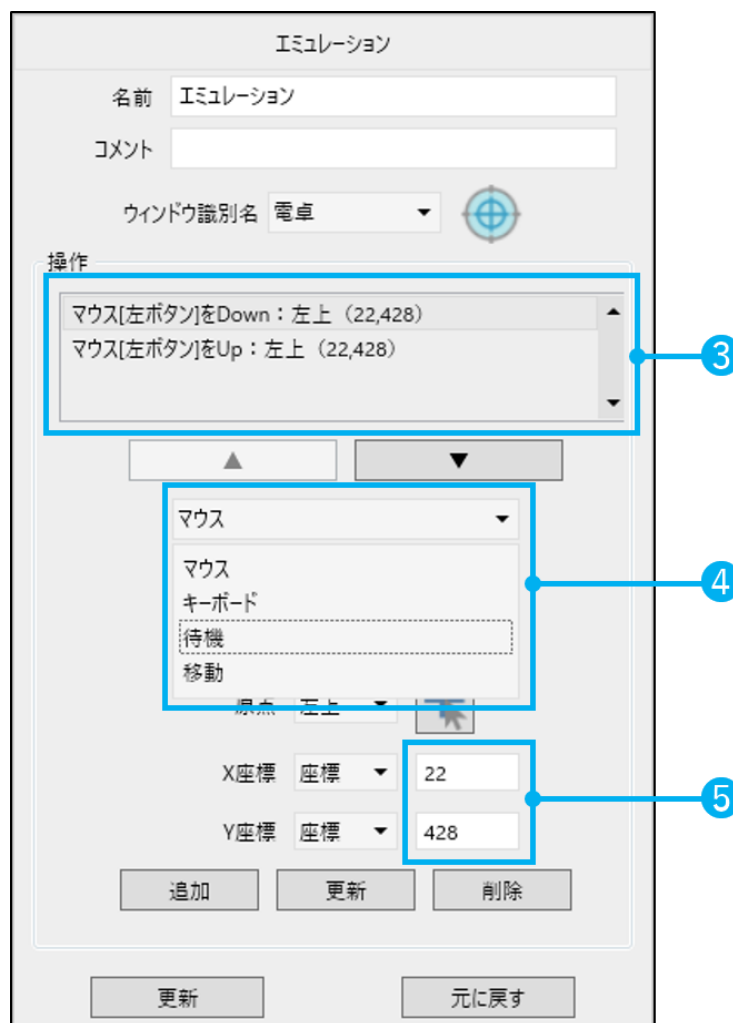 エミュレーション
名前 エミュレーション
コメント
ウィンドウ識別名 電卓
操作
マウス[左ボタン]をDown：左上（22,428）
マウス[左ボタン]をUp：左上（22,428）
3
▲ ▼
マウス
マウス
キーボード
4
待機
移動
原点 左上
X座標 座標 22
5
Y座標 座標 428
追加 更新 削除
更新 元に戻す